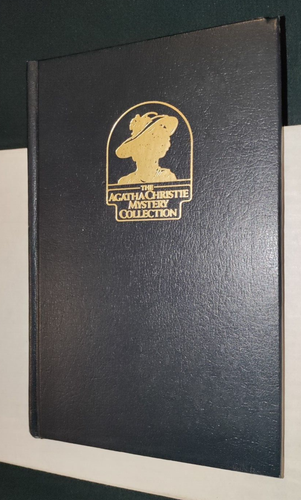 THE
AGATHA CHRISTIE
MYSTERY
COLLECTION